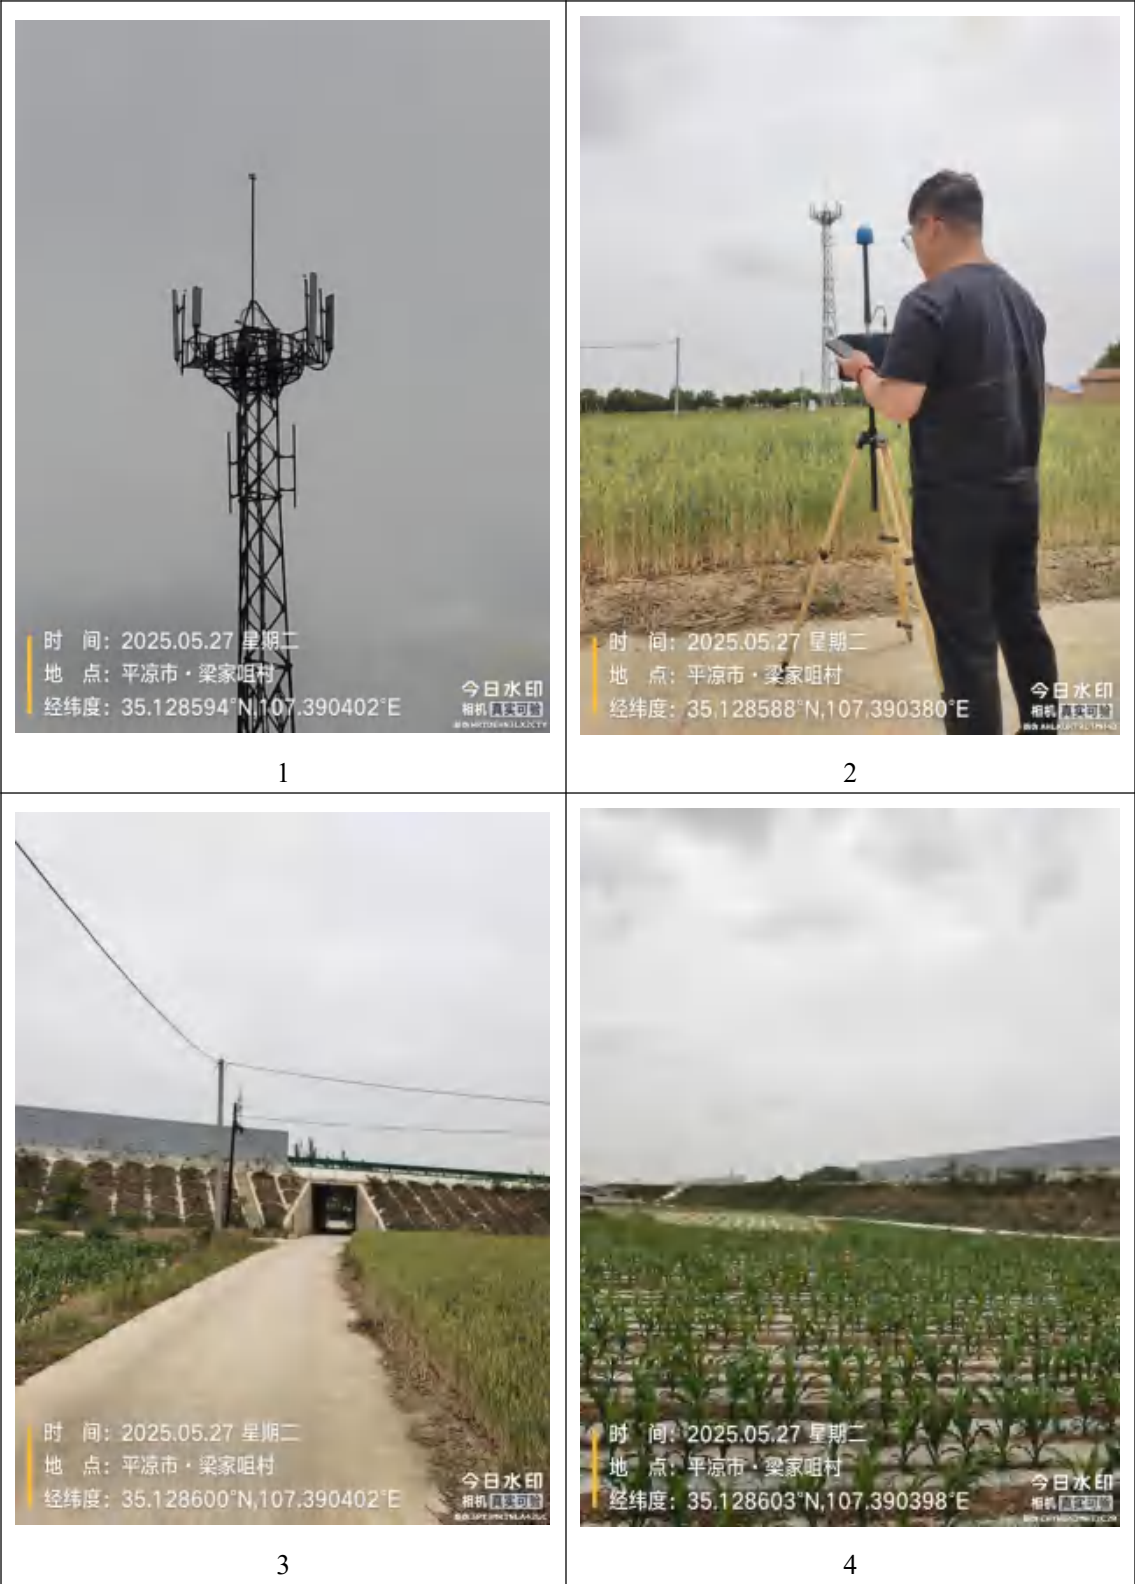 时 间：2025.05.27 星期二
地 点：平凉市·梁家咀村
经纬度：35.128594°N,107.390402°E
今日水印
相机 真实可验
1
时 间：2025.05.27 星期二
地 点：平凉市·梁家咀村
经纬度：35.128588°N,107.390380°E
今日水印
相机 真实可验
2
时 间：2025.05.27 星期二
地 点：平凉市·梁家咀村
经纬度：35.128600°N,107.390402°E
今日水印
相机 真实可验
3
时 间：2025.05.27 星期二
地 点：平凉市·梁家咀村
经纬度：35.128603°N,107.390398°E
今日水印
相机 真实可验
4